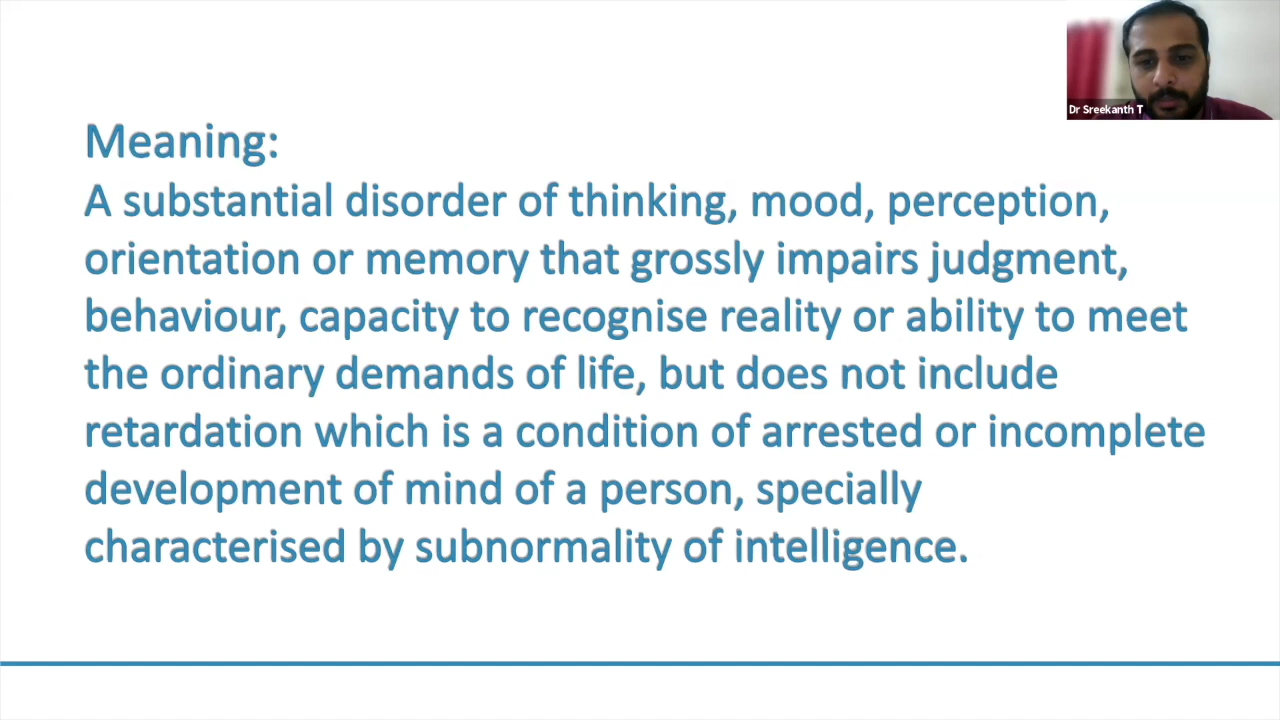 Dr Sreekanth T
Meaning:
A substantial disorder of thinking, mood, perception,
orientation or memory that grossly impairs judgment,
behaviour, capacity to recognise reality or ability to meet
the ordinary demands of life, but does not include
retardation which is a condition of arrested or incomplete
development of mind of a person, specially
characterised by subnormality of intelligence.